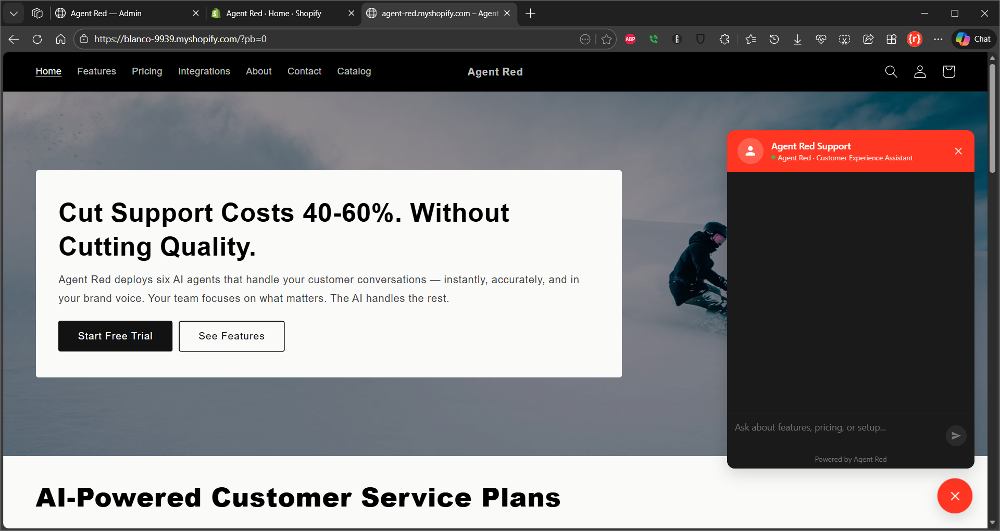 Agent Red — Admin
Agent Red · Home · Shopify
agent-red.myshopify.com – Agent
https://blanco-9939.myshopify.com/?pb=0
ABP
{r}
Chat
Home
Features
Pricing
Integrations
About
Contact
Catalog
Agent Red
Agent Red Support
Agent Red · Customer Experience Assistant
Cut Support Costs 40-60%. Without
Cutting Quality.
Agent Red deploys six AI agents that handle your customer conversations — instantly, accurately, and in
your brand voice. Your team focuses on what matters. The AI handles the rest.
Start Free Trial
See Features
Ask about features, pricing, or setup...
Powered by Agent Red
AI-Powered Customer Service Plans